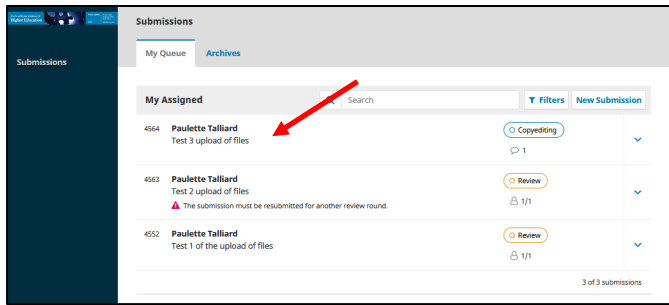 Higher Education
Submissions
Submissions
My Queue Archives
My Assigned Search Filters New Submission
4564 Paulette Talliard Copyediting
Test 3 upload of files
1
4563 Paulette Talliard Review
Test 2 upload of files
The submission must be resubmitted for another review round. 1/1
4552 Paulette Talliard Review
Test 1 of the upload of files
1/1
3 of 3 submissions